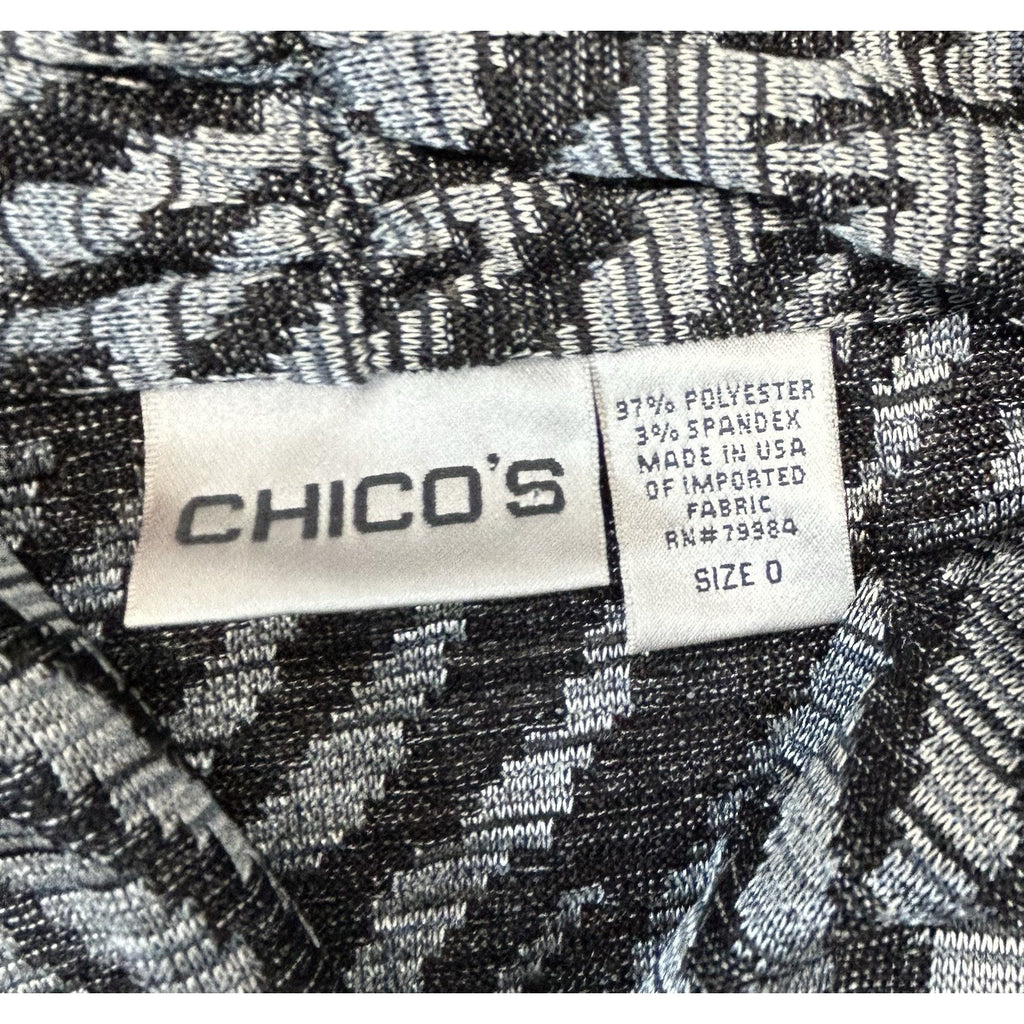 CHICO'S
97% POLYESTER
3% SPANDEX
MADE IN USA
OF IMPORTED
FABRIC
RN#79984
SIZE 0